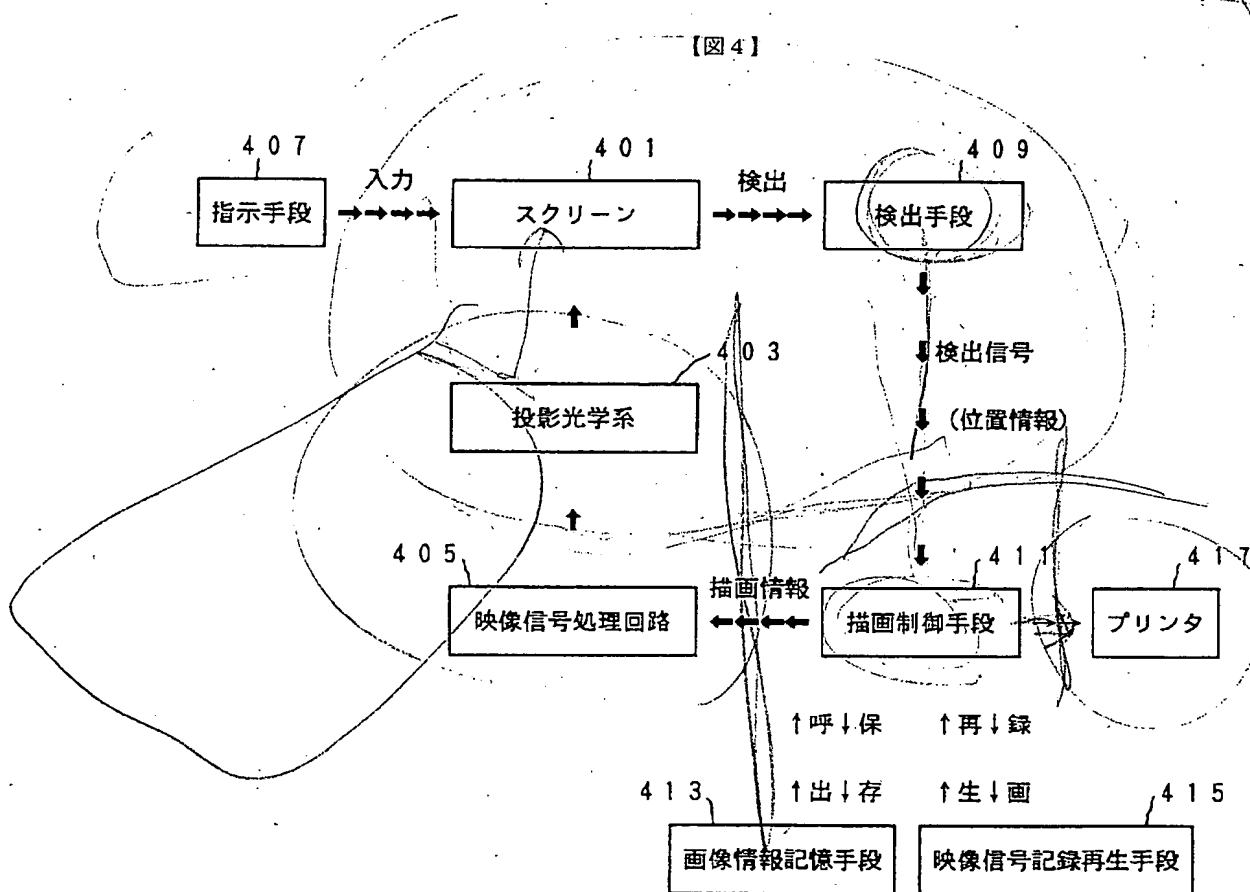 【図4】
407 401 409
入力 検出
指示手段 スクリーン 検出手段
403 検出信号
投影光学系 (位置情報)
405 411 417
描画情報
映像信号処理回路 描画制御手段 プリンタ
↑呼↓保 ↑再↓録
413 ↑出↓存 ↑生↓画 415
画像情報記憶手段 映像信号記録再生手段